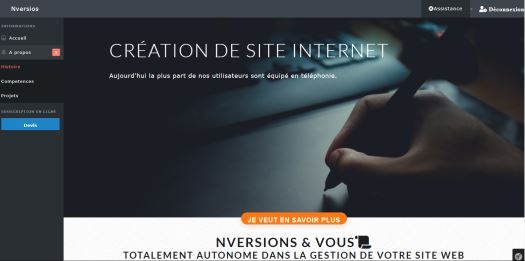 Nversios
Assistance
Déconnexion
INFORMATIONS
Accueil
A propos
Histoire
Competences
Projets
SOUSCRIPTION EN LIGNE
Devis
CRÉATION DE SITE INTERNET
Aujourd'hui la plus part de nos utilisateurs sont équipé en téléphonie.
JE VEUT EN SAVOIR PLUS
NVERSIONS & VOUS
TOTALEMENT AUTONOME DANS LA GESTION DE VOTRE SITE WEB